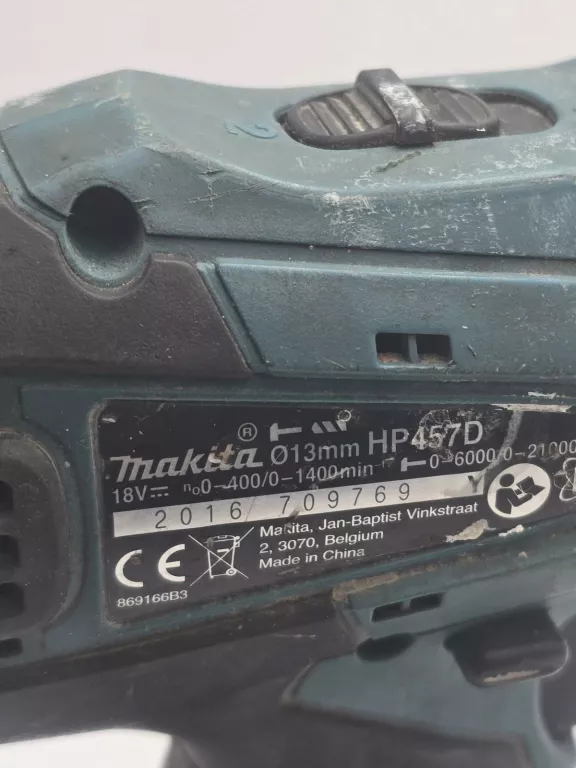 2
makita ® Ø13mm HP457D
18V⎓ n₀0-400/0-1400min⁻¹ 0-6000/0-21000
2016 709769 Y
Makita, Jan-Baptist Vinkstraat
2, 3070, Belgium
Made in China
CE
869166B3